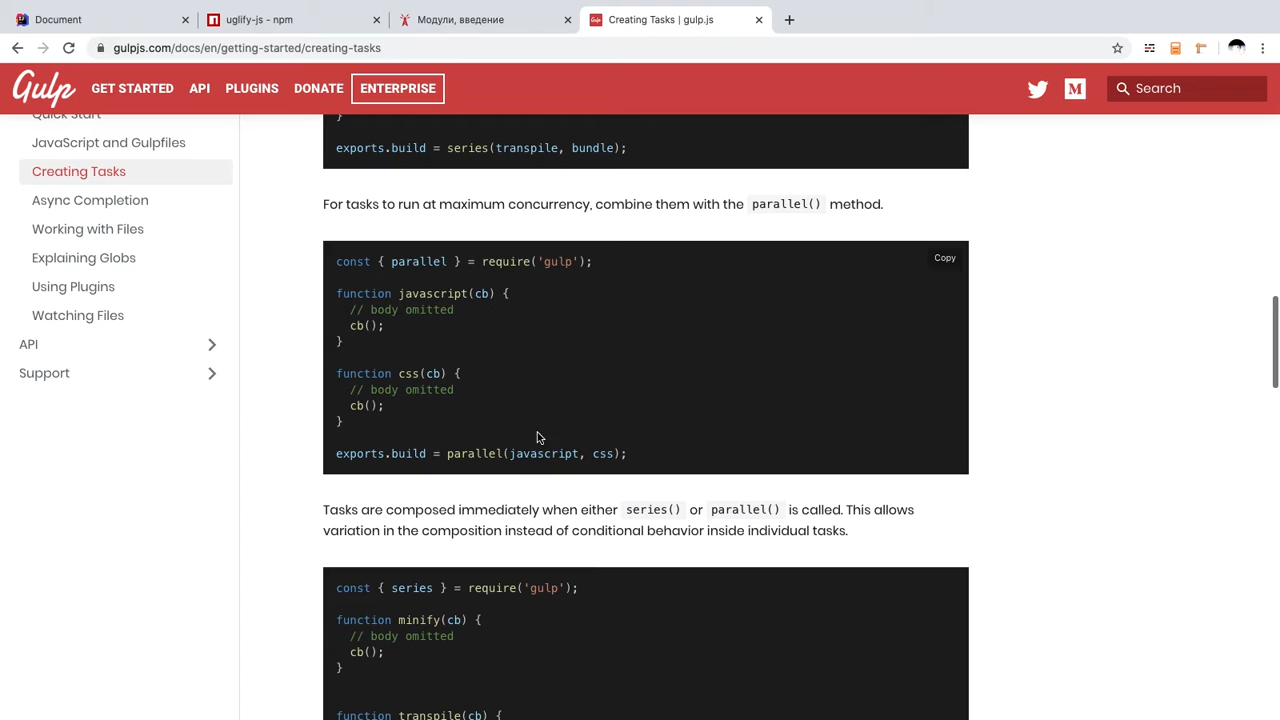 Document
uglify-js - npm
Модули, введение
Creating Tasks | gulp.js
gulpjs.com/docs/en/getting-started/creating-tasks
Gulp
GET STARTED
API
PLUGINS
DONATE
ENTERPRISE
Search
Quick Start
JavaScript and Gulpfiles
Creating Tasks
Async Completion
Working with Files
Explaining Globs
Using Plugins
Watching Files
API
Support
}
exports.build = series(transpile, bundle);
For tasks to run at maximum concurrency, combine them with the parallel() method.
Copy
const { parallel } = require('gulp');
function javascript(cb) {
// body omitted
cb();
}
function css(cb) {
// body omitted
cb();
}
exports.build = parallel(javascript, css);
Tasks are composed immediately when either series() or parallel() is called. This allows
variation in the composition instead of conditional behavior inside individual tasks.
const { series } = require('gulp');
function minify(cb) {
// body omitted
cb();
}
function transpile(cb) {